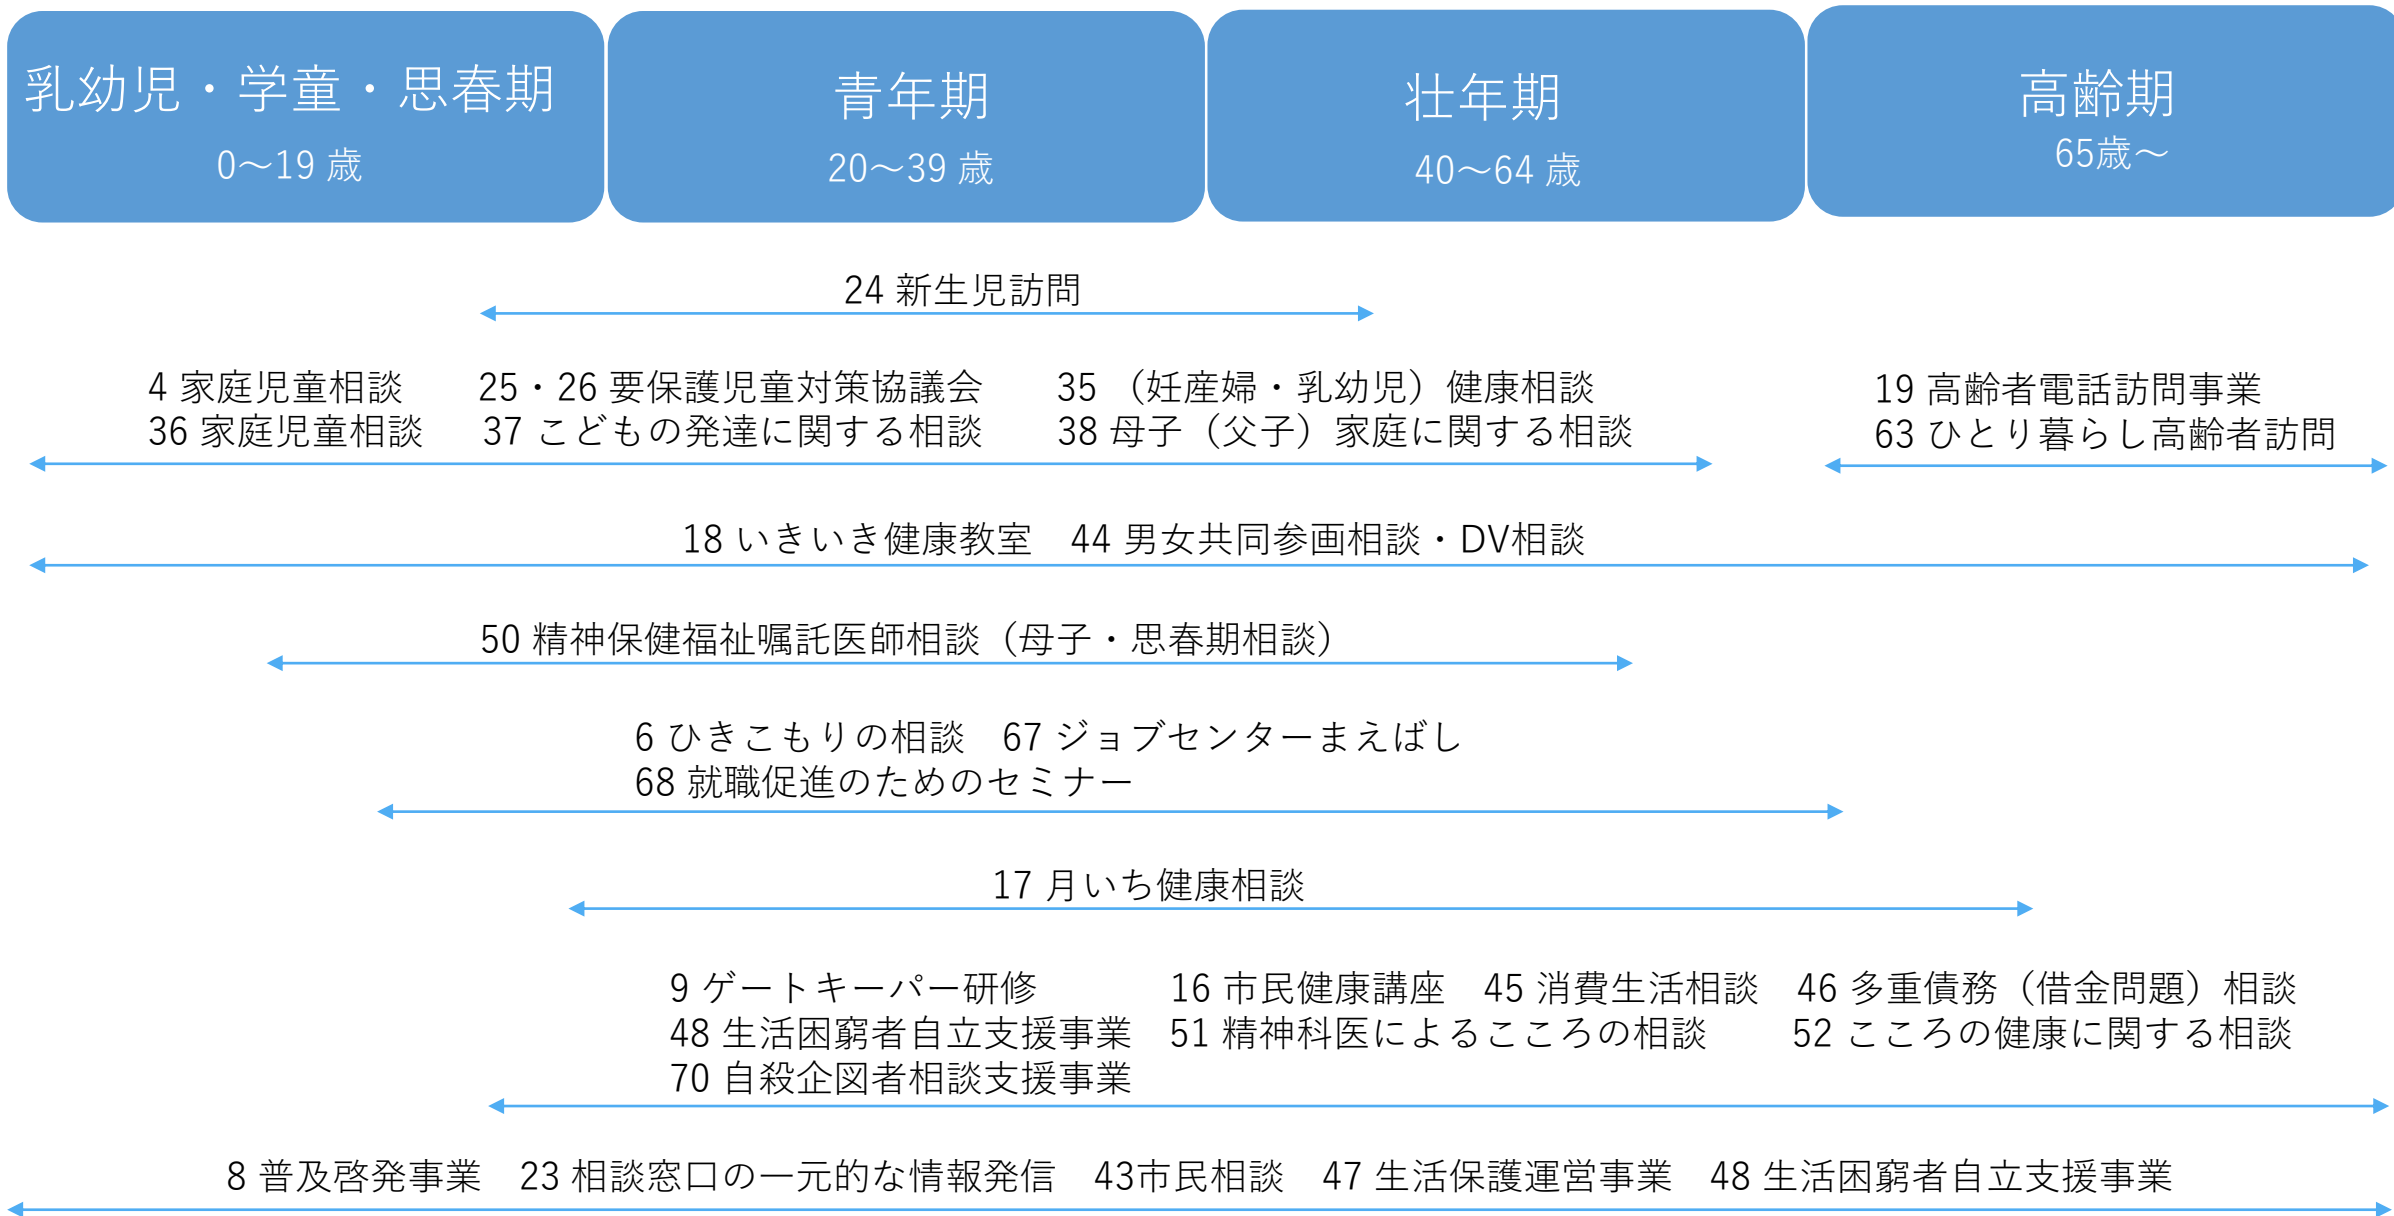 乳幼児・学童・思春期
0～19 歳
青年期
20～39 歳
壮年期
40～64 歳
高齢期
65歳～
24 新生児訪問
4 家庭児童相談 25・26 要保護児童対策協議会 35 （妊産婦・乳幼児）健康相談
36 家庭児童相談 37 こどもの発達に関する相談 38 母子（父子）家庭に関する相談
19 高齢者電話訪問事業
63 ひとり暮らし高齢者訪問
18 いきいき健康教室 44 男女共同参画相談・DV相談
50 精神保健福祉嘱託医師相談（母子・思春期相談）
6 ひきこもりの相談 67 ジョブセンターまえばし
68 就職促進のためのセミナー
17 月いち健康相談
9 ゲートキーパー研修 16 市民健康講座 45 消費生活相談 46 多重債務（借金問題）相談
48 生活困窮者自立支援事業 51 精神科医によるこころの相談 52 こころの健康に関する相談
70 自殺企図者相談支援事業
8 普及啓発事業 23 相談窓口の一元的な情報発信 43市民相談 47 生活保護運営事業 48 生活困窮者自立支援事業